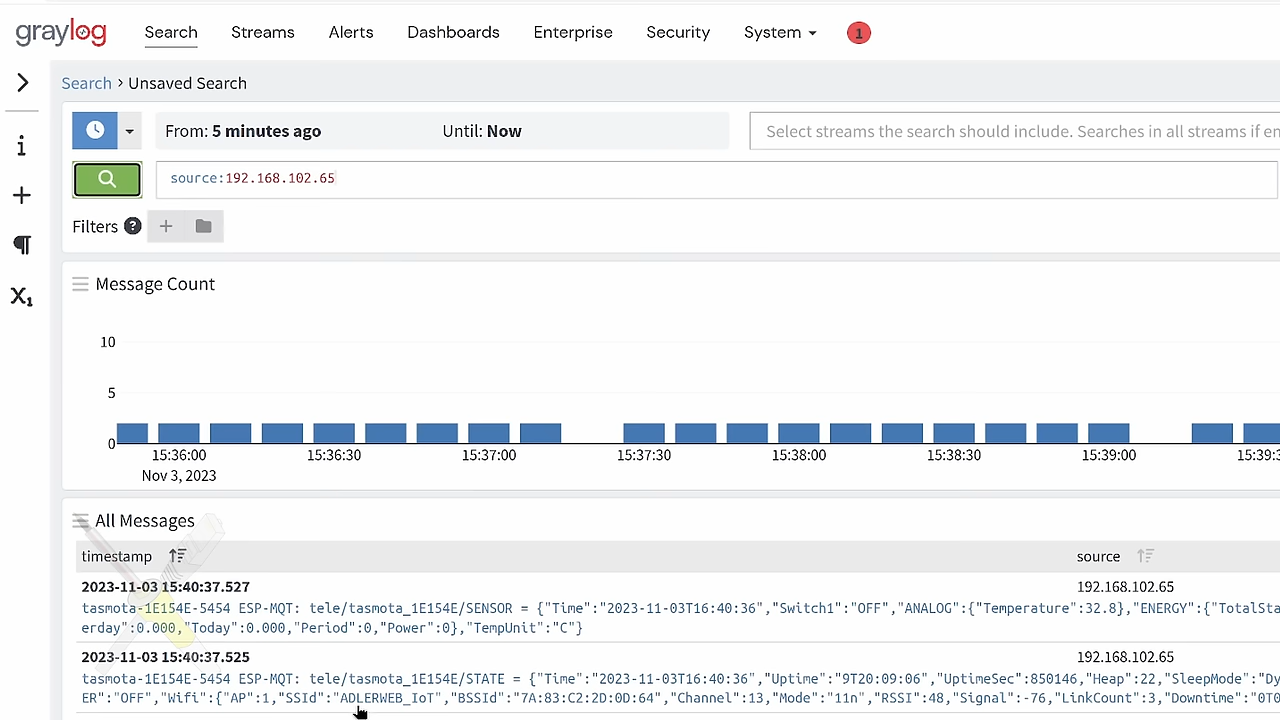 graylog Search Streams Alerts Dashboards Enterprise Security System 1
Search › Unsaved Search
From: 5 minutes ago Until: Now Select streams the search should include. Searches in all streams if en
source:192.168.102.65
Filters ?
Message Count
10
5
0
15:36:00 15:36:30 15:37:00 15:37:30 15:38:00 15:38:30 15:39:00 15:39:3
Nov 3, 2023
All Messages
timestamp source
2023-11-03 15:40:37.527 192.168.102.65
tasmota-1E154E-5454 ESP-MQT: tele/tasmota_1E154E/SENSOR = {"Time":"2023-11-03T16:40:36","Switch1":"OFF","ANALOG":{"Temperature":32.8},"ENERGY":{"TotalSta
erday":0.000,"Today":0.000,"Period":0,"Power":0},"TempUnit":"C"}
2023-11-03 15:40:37.525 192.168.102.65
tasmota-1E154E-5454 ESP-MQT: tele/tasmota_1E154E/STATE = {"Time":"2023-11-03T16:40:36","Uptime":"9T20:09:06","UptimeSec":850146,"Heap":22,"SleepMode":"Dy
ER":"OFF","Wifi":{"AP":1,"SSId":"ADLERWEB_IoT","BSSId":"7A:83:C2:2D:0D:64","Channel":13,"Mode":"11n","RSSI":48,"Signal":-76,"LinkCount":3,"Downtime":"0T0